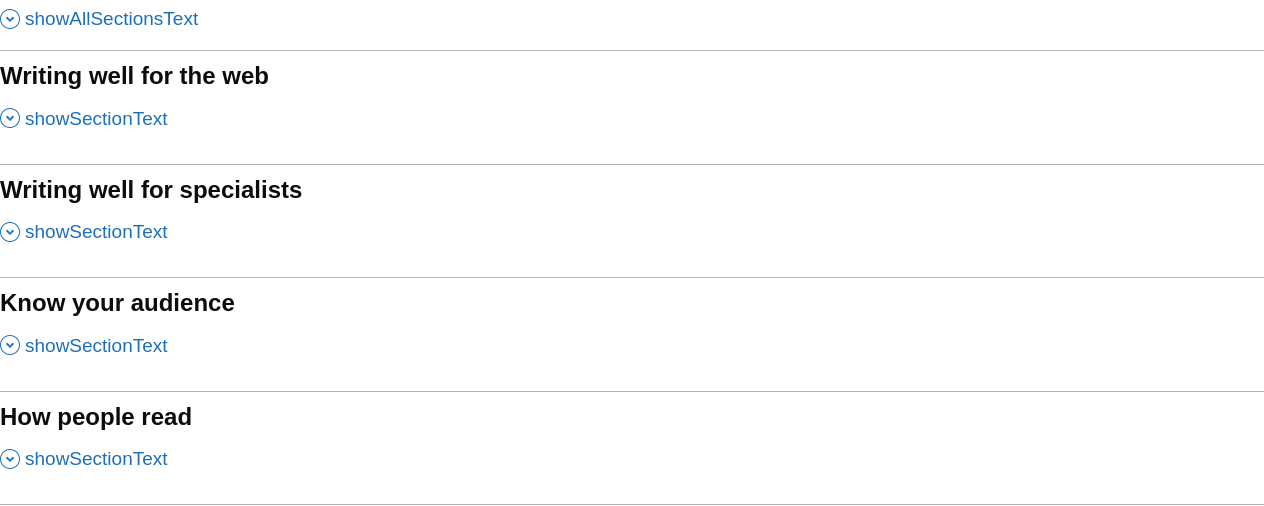 showAllSectionsText
Writing well for the web
showSectionText
Writing well for specialists
showSectionText
Know your audience
showSectionText
How people read
showSectionText